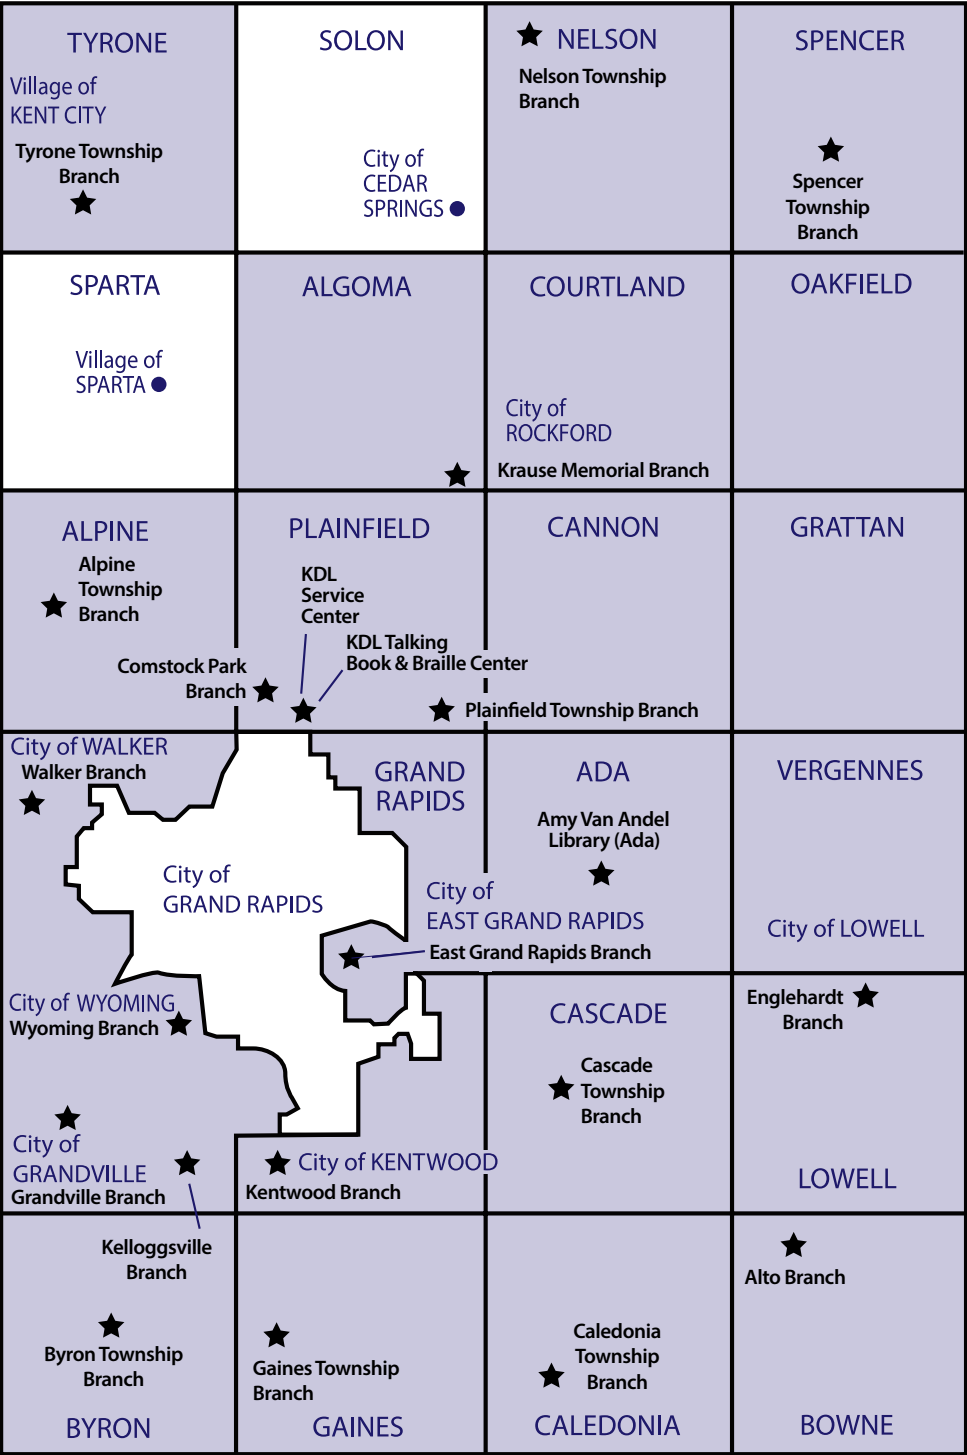 TYRONE
Village of
KENT CITY
Tyrone Township
Branch
SOLON
City of
CEDAR
SPRINGS
NELSON
Nelson Township
Branch
SPENCER
Spencer
Township
Branch
SPARTA
Village of
SPARTA
ALGOMA
COURTLAND
City of
ROCKFORD
Krause Memorial Branch
OAKFIELD
ALPINE
Alpine
Township
Branch
PLAINFIELD
KDL
Service
Center
KDL Talking
Book & Braille Center
Comstock Park
Branch
Plainfield Township Branch
CANNON
GRATTAN
City of WALKER
Walker Branch
GRAND
RAPIDS
City of
GRAND RAPIDS
ADA
Amy Van Andel
Library (Ada)
City of
EAST GRAND RAPIDS
East Grand Rapids Branch
VERGENNES
City of LOWELL
City of WYOMING
Wyoming Branch
CASCADE
Cascade
Township
Branch
Englehardt
Branch
City of
GRANDVILLE
Grandville Branch
City of KENTWOOD
Kentwood Branch
LOWELL
Kelloggsville
Branch
Byron Township
Branch
BYRON
Gaines Township
Branch
GAINES
Caledonia
Township
Branch
CALEDONIA
Alto Branch
BOWNE